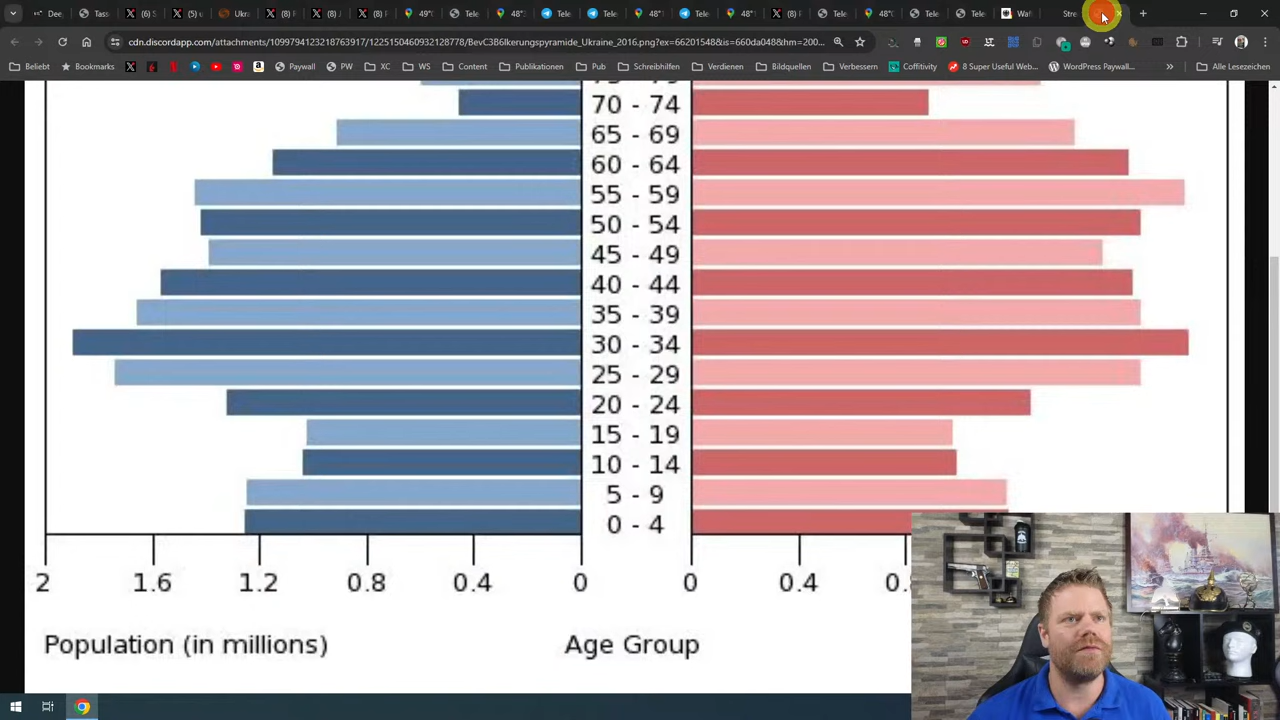 cdn.discordapp.com/attachments/1099794123218763917/1235150460932128778/BevC3B6lkerungspyramide_Ukraine_2016.png?ex=66201548&is=660da048&hm=200...
Beliebt Bookmarks Paywall PW XC WS Content Publikationen Pub Schreibhilfen Verdienen Bildquellen Verbessern Coffitivity 8 Super Useful Web... WordPress Paywall... » Alle Lesezeichen
70 - 74
65 - 69
60 - 64
55 - 59
50 - 54
45 - 49
40 - 44
35 - 39
30 - 34
25 - 29
20 - 24
15 - 19
10 - 14
5 - 9
0 - 4
2 1.6 1.2 0.8 0.4 0 0 0.4
Population (in millions) Age Group